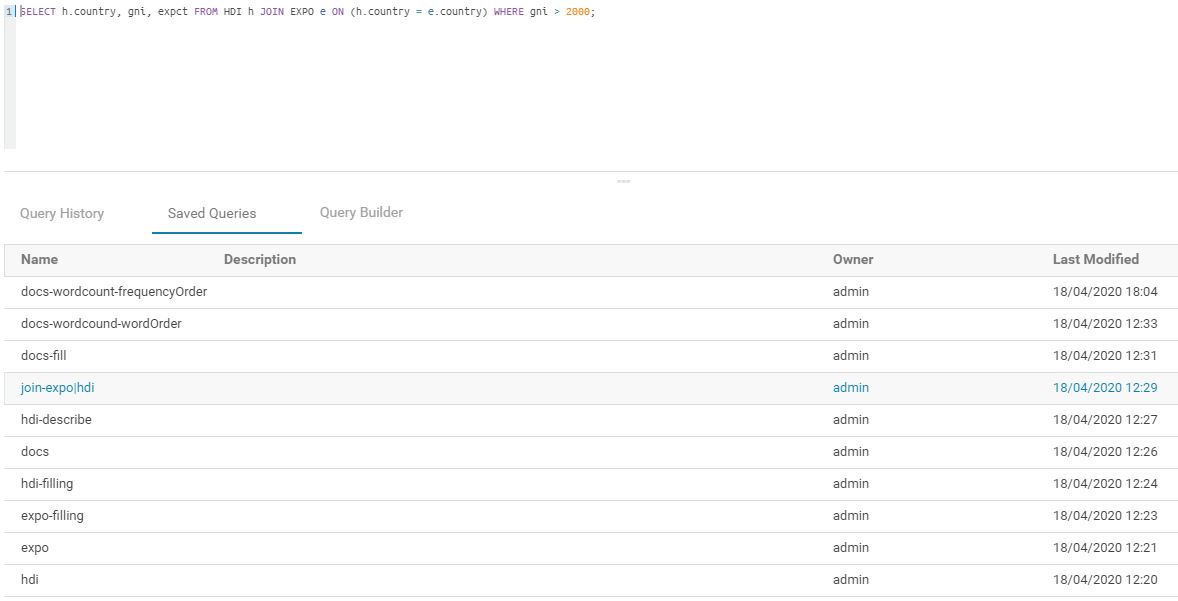 1 SELECT h.country, gni, expct FROM HDI h JOIN EXPO e ON (h.country = e.country) WHERE gni > 2000;
Query History Saved Queries Query Builder
Name Description Owner Last Modified
docs-wordcount-frequencyOrder admin 18/04/2020 18:04
docs-wordcound-wordOrder admin 18/04/2020 12:33
docs-fill admin 18/04/2020 12:31
join-expo|hdi admin 18/04/2020 12:29
hdi-describe admin 18/04/2020 12:27
docs admin 18/04/2020 12:26
hdi-filling admin 18/04/2020 12:24
expo-filling admin 18/04/2020 12:23
expo admin 18/04/2020 12:21
hdi admin 18/04/2020 12:20